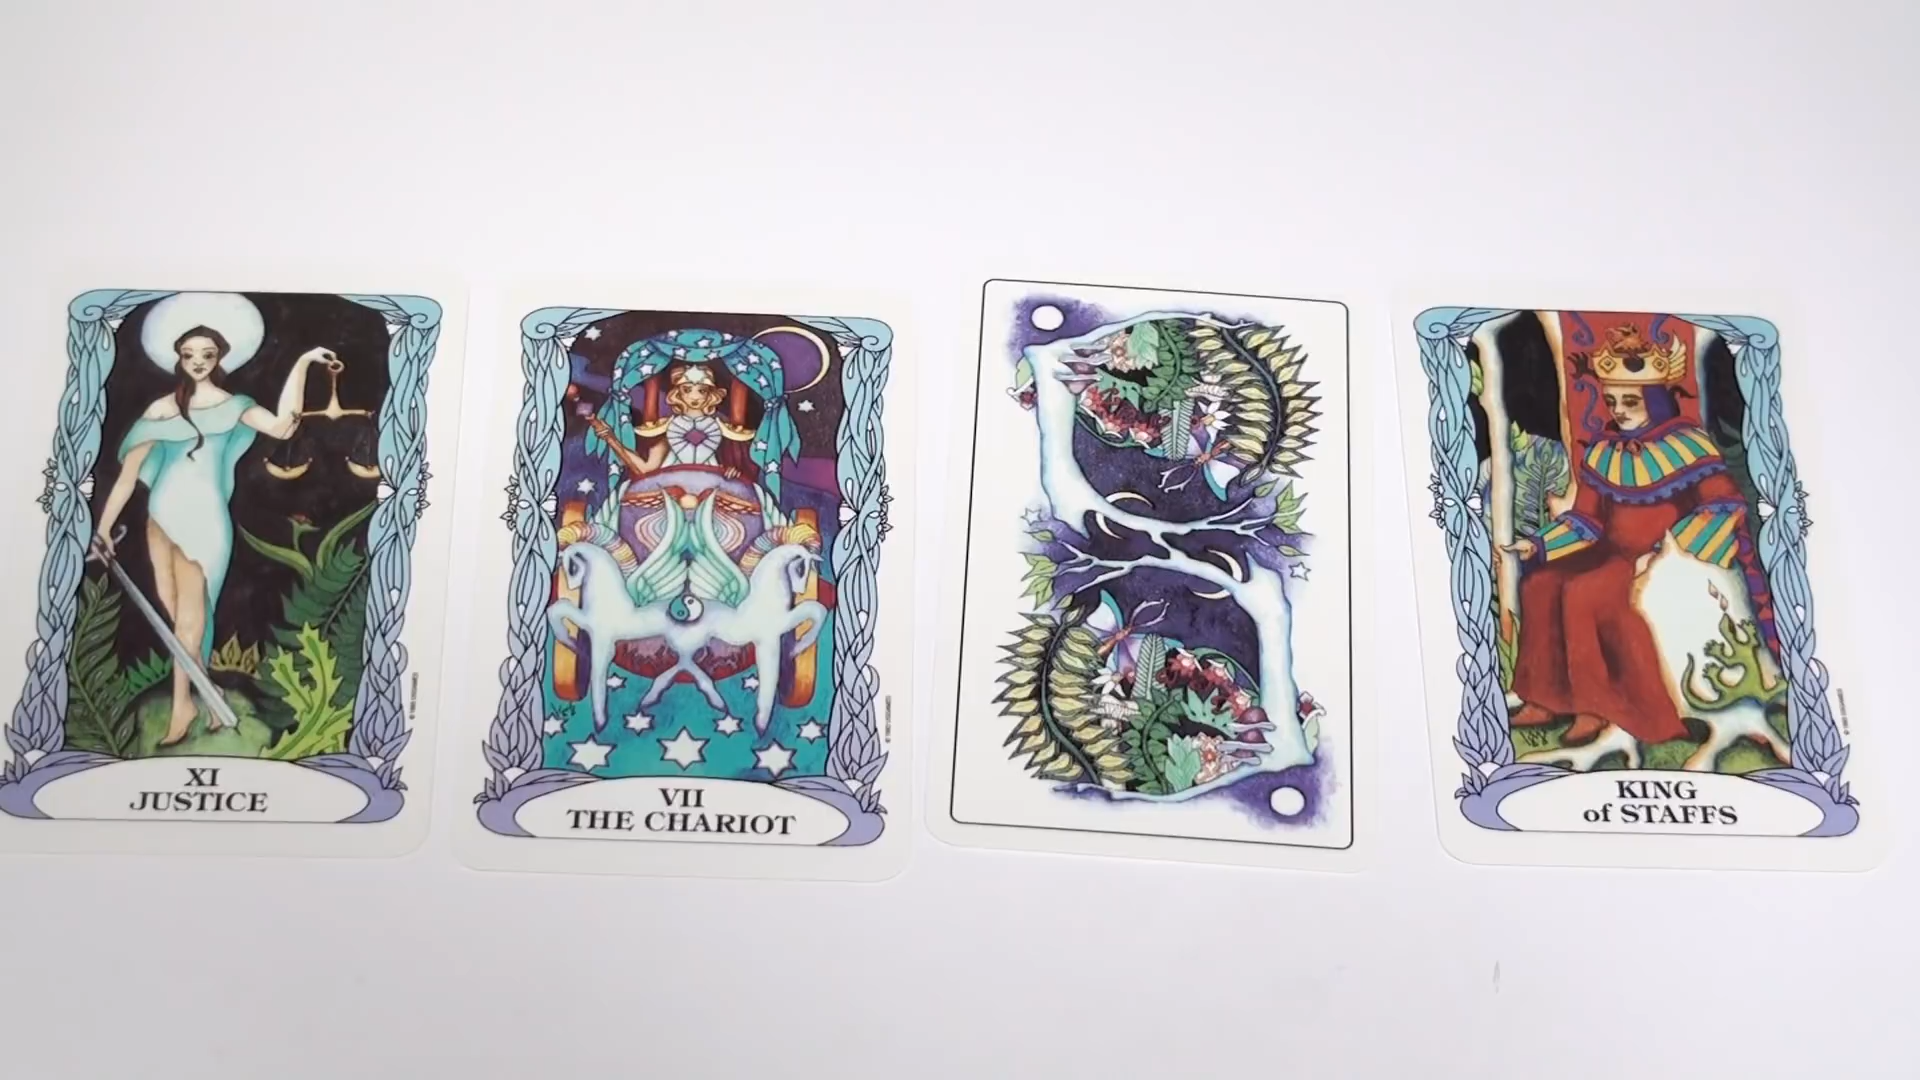 XI
JUSTICE
VII
THE CHARIOT
KING
of STAFFS